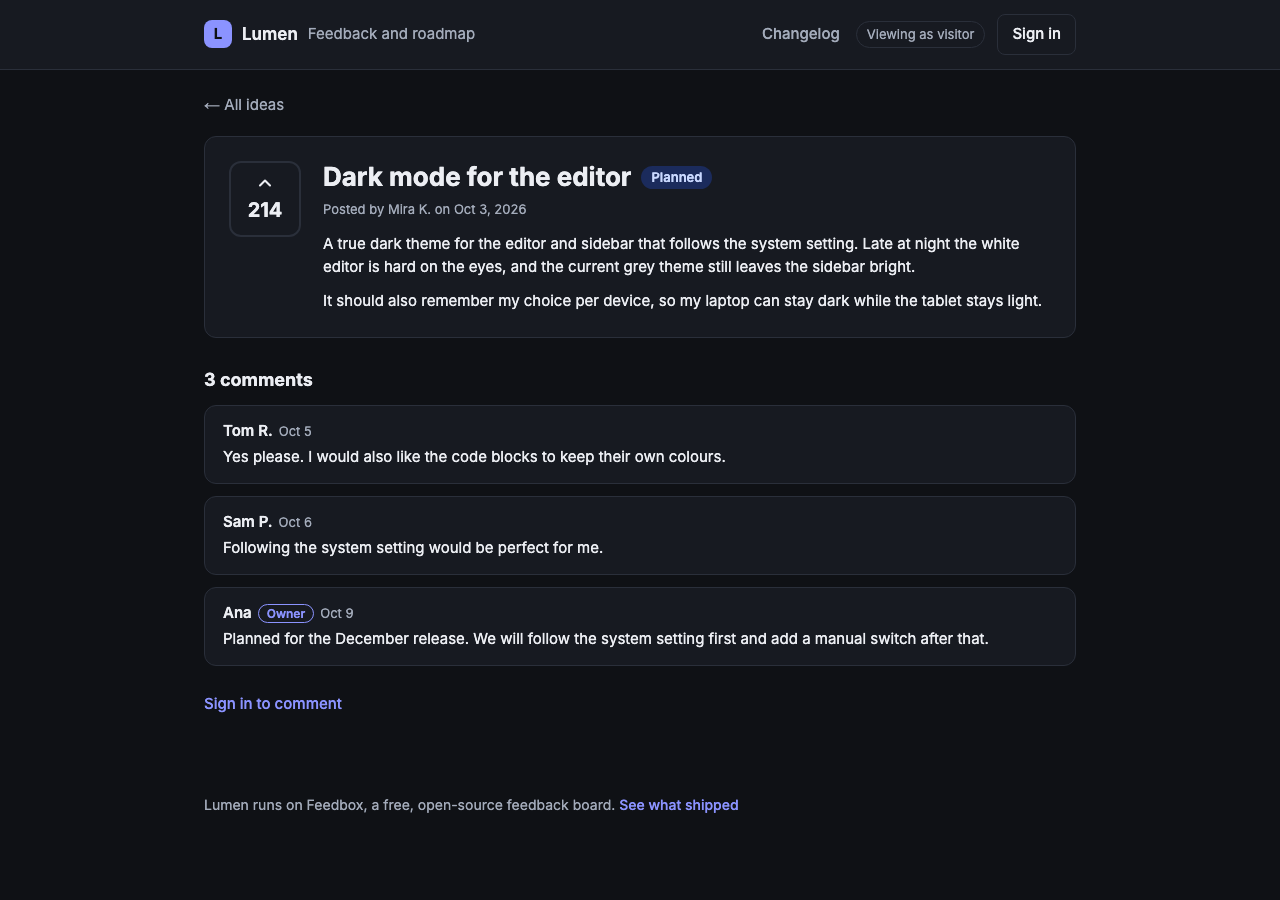 L Lumen Feedback and roadmap Changelog Viewing as visitor Sign in
← All ideas
214
Dark mode for the editor Planned
Posted by Mira K. on Oct 3, 2026
A true dark theme for the editor and sidebar that follows the system setting. Late at night the white
editor is hard on the eyes, and the current grey theme still leaves the sidebar bright.
It should also remember my choice per device, so my laptop can stay dark while the tablet stays light.
3 comments
Tom R. Oct 5
Yes please. I would also like the code blocks to keep their own colours.
Sam P. Oct 6
Following the system setting would be perfect for me.
Ana Owner Oct 9
Planned for the December release. We will follow the system setting first and add a manual switch after that.
Sign in to comment
Lumen runs on Feedbox, a free, open-source feedback board. See what shipped